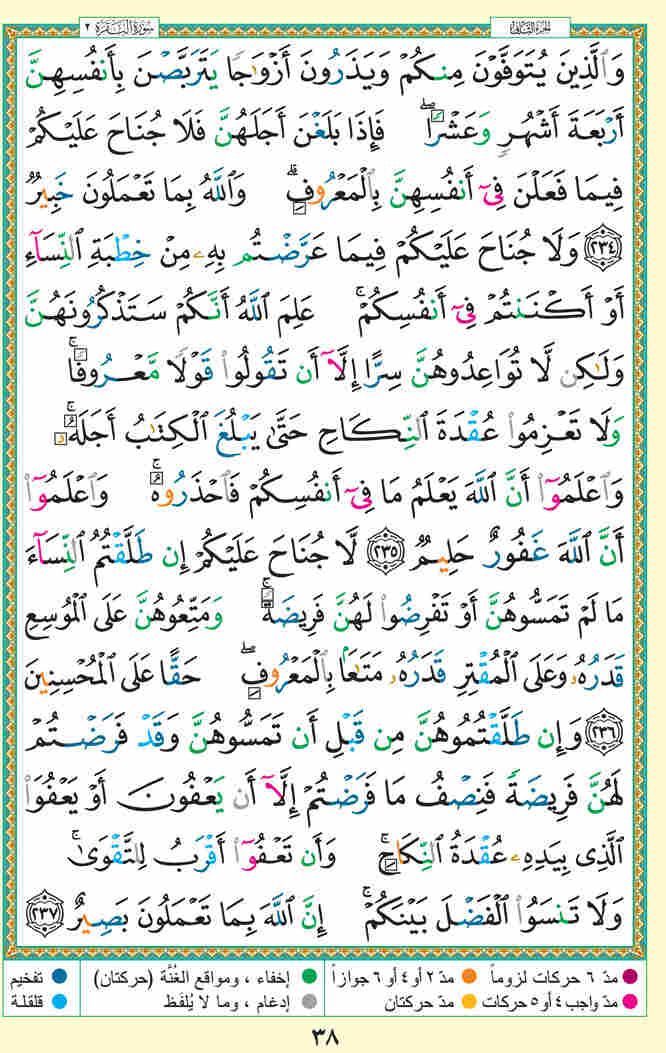 سُورَةُ البَقَرَة ٢
الجزء الثاني
وَٱلَّذِينَ يُتَوَفَّوْنَ مِنكُمْ وَيَذَرُونَ أَزْوَٰجًا يَتَرَبَّصْنَ بِأَنفُسِهِنَّ
أَرْبَعَةَ أَشْهُرٍ وَعَشْرًا ۖ فَإِذَا بَلَغْنَ أَجَلَهُنَّ فَلَا جُنَاحَ عَلَيْكُمْ
فِيمَا فَعَلْنَ فِىٓ أَنفُسِهِنَّ بِٱلْمَعْرُوفِ ۗ وَٱللَّهُ بِمَا تَعْمَلُونَ خَبِيرٌ
٢٣٤ وَلَا جُنَاحَ عَلَيْكُمْ فِيمَا عَرَّضْتُم بِهِۦ مِنْ خِطْبَةِ ٱلنِّسَآءِ
أَوْ أَكْنَنتُمْ فِىٓ أَنفُسِكُمْ ۚ عَلِمَ ٱللَّهُ أَنَّكُمْ سَتَذْكُرُونَهُنَّ
وَلَٰكِن لَّا تُوَاعِدُوهُنَّ سِرًّا إِلَّآ أَن تَقُولُوا۟ قَوْلًا مَّعْرُوفًا ۚ
وَلَا تَعْزِمُوا۟ عُقْدَةَ ٱلنِّكَاحِ حَتَّىٰ يَبْلُغَ ٱلْكِتَٰبُ أَجَلَهُۥ ۚ
وَٱعْلَمُوٓا۟ أَنَّ ٱللَّهَ يَعْلَمُ مَا فِىٓ أَنفُسِكُمْ فَٱحْذَرُوهُ ۚ وَٱعْلَمُوٓا۟
أَنَّ ٱللَّهَ غَفُورٌ حَلِيمٌ ٢٣٥ لَّا جُنَاحَ عَلَيْكُمْ إِن طَلَّقْتُمُ ٱلنِّسَآءَ
مَا لَمْ تَمَسُّوهُنَّ أَوْ تَفْرِضُوا۟ لَهُنَّ فَرِيضَةً ۚ وَمَتِّعُوهُنَّ عَلَى ٱلْمُوسِعِ
قَدَرُهُۥ وَعَلَى ٱلْمُقْتِرِ قَدَرُهُۥ مَتَٰعًۢا بِٱلْمَعْرُوفِ ۖ حَقًّا عَلَى ٱلْمُحْسِنِينَ
٢٣٦ وَإِن طَلَّقْتُمُوهُنَّ مِن قَبْلِ أَن تَمَسُّوهُنَّ وَقَدْ فَرَضْتُمْ
لَهُنَّ فَرِيضَةً فَنِصْفُ مَا فَرَضْتُمْ إِلَّآ أَن يَعْفُونَ أَوْ يَعْفُوَا۟
ٱلَّذِى بِيَدِهِۦ عُقْدَةُ ٱلنِّكَاحِ ۚ وَأَن تَعْفُوٓا۟ أَقْرَبُ لِلتَّقْوَىٰ ۚ
وَلَا تَنسَوُا۟ ٱلْفَضْلَ بَيْنَكُمْ ۚ إِنَّ ٱللَّهَ بِمَا تَعْمَلُونَ بَصِيرٌ ٢٣٧
مدّ ٦ حركات لزوماً مدّ ٢ أو ٤ أو ٦ جوازاً إخفاء ، ومواقع الغُنَّة (حركتان) تفخيم
مدّ واجب ٤ أو ٥ حركات مدّ حركتان إدغام ، وما لا يُلفَظ قلقلة
٣٨